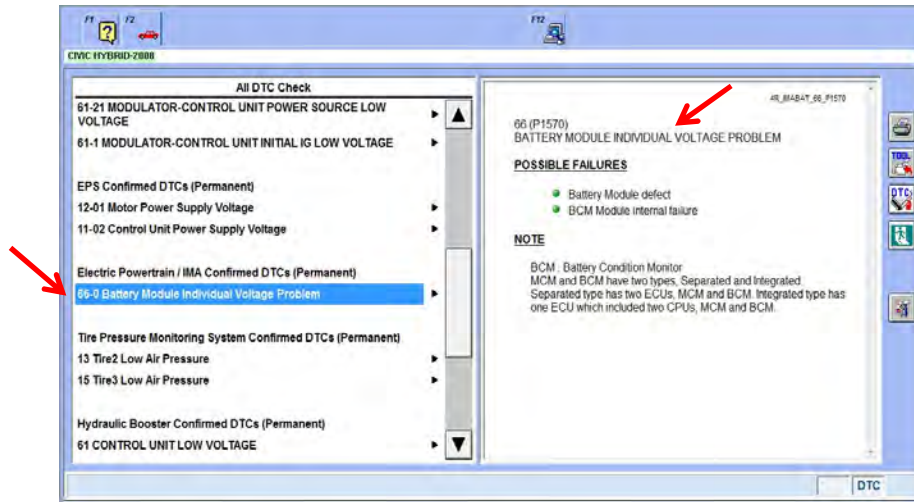 F1
F2
F12
CIVIC HYBRID-2008
All DTC Check
61-21 MODULATOR-CONTROL UNIT POWER SOURCE LOW
VOLTAGE
61-1 MODULATOR-CONTROL UNIT INITIAL IG LOW VOLTAGE
EPS Confirmed DTCs (Permanent)
12-01 Motor Power Supply Voltage
11-02 Control Unit Power Supply Voltage
Electric Powertrain / IMA Confirmed DTCs (Permanent)
66-0 Battery Module Individual Voltage Problem
Tire Pressure Monitoring System Confirmed DTCs (Permanent)
13 Tire2 Low Air Pressure
15 Tire3 Low Air Pressure
Hydraulic Booster Confirmed DTCs (Permanent)
61 CONTROL UNIT LOW VOLTAGE
4R_IMABAT_66_P1570
66 (P1570)
BATTERY MODULE INDIVIDUAL VOLTAGE PROBLEM
POSSIBLE FAILURES
Battery Module defect
BCM Module internal failure
NOTE
BCM : Battery Condition Monitor
MCM and BCM have two types, Separated and Integrated.
Separated type has two ECUs, MCM and BCM. Integrated type has
one ECU which included two CPUs, MCM and BCM.
TOOL
DTCs
DTC